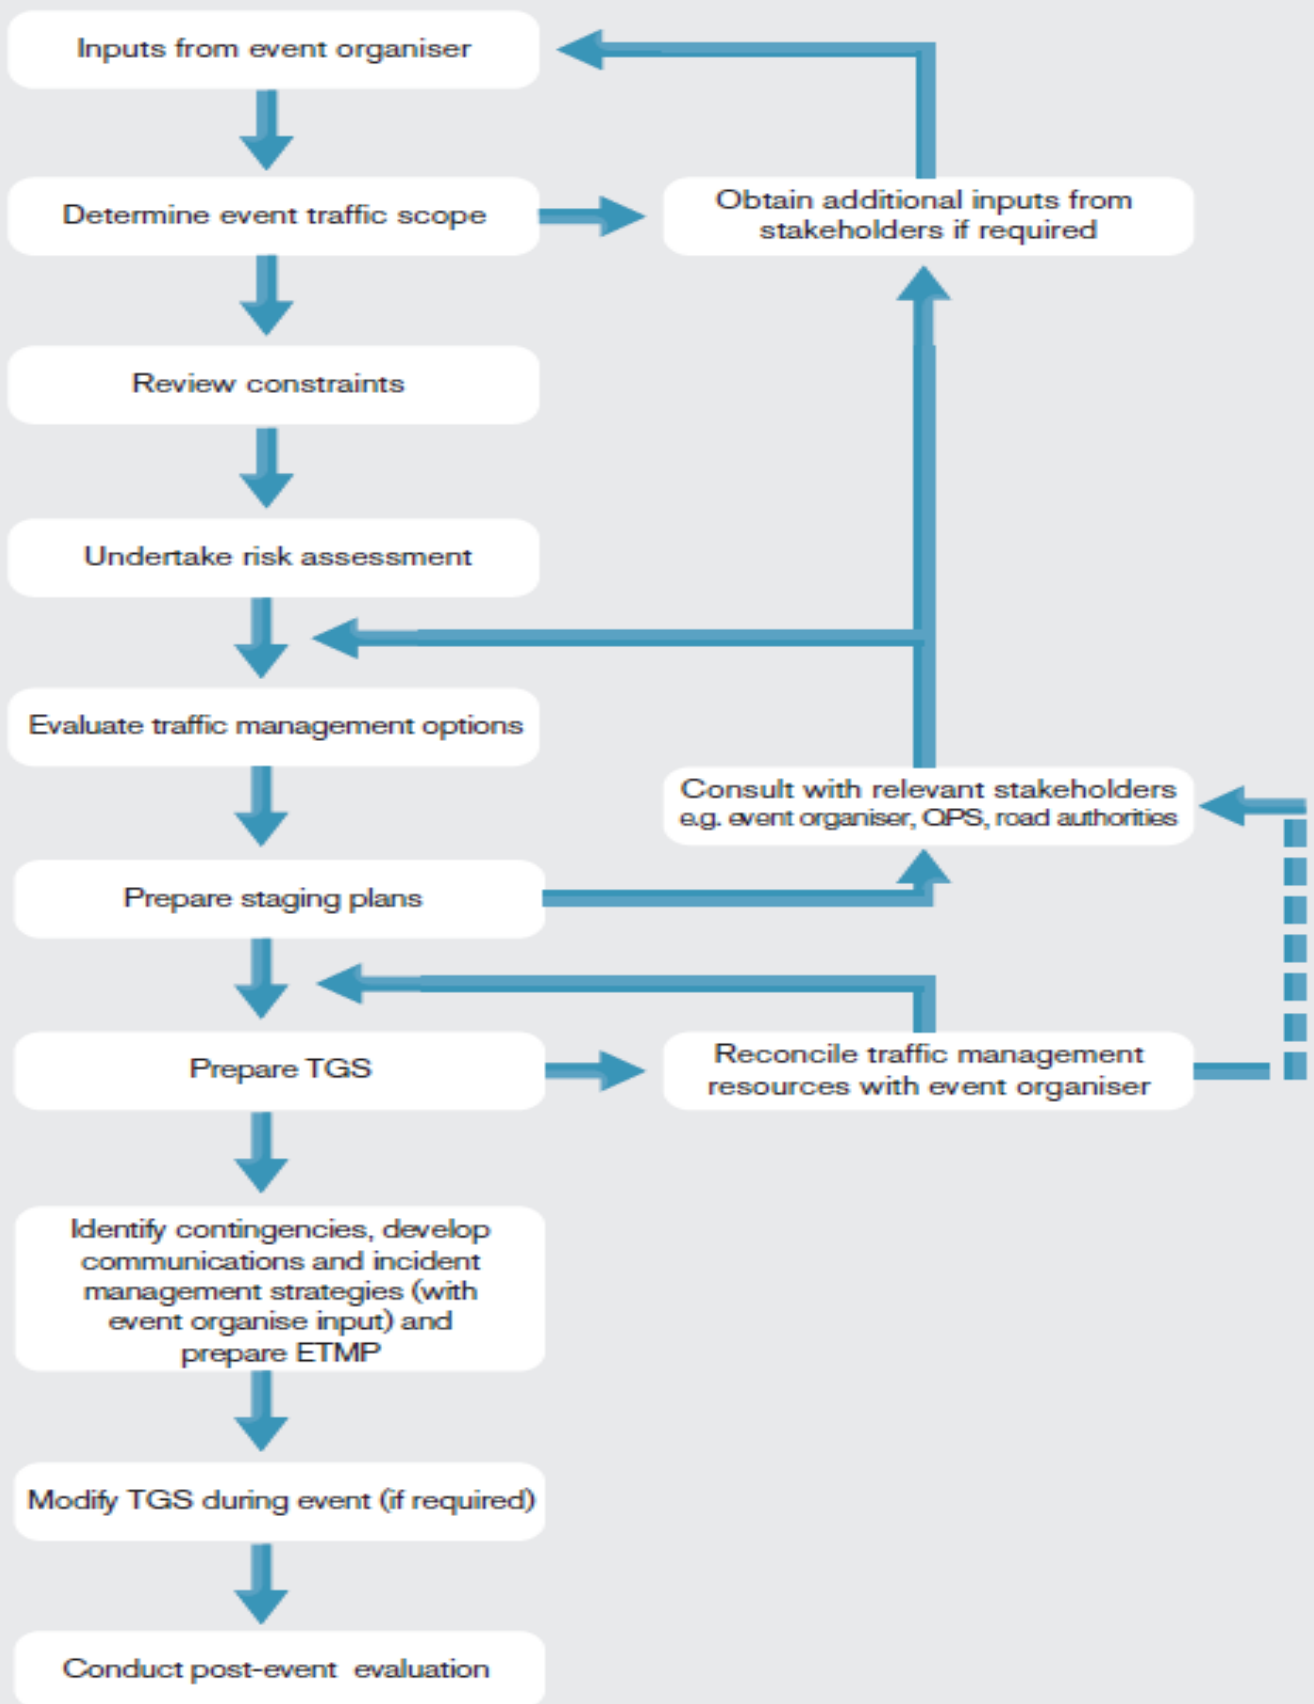 Inputs from event organiser
Determine event traffic scope
Obtain additional inputs from
stakeholders if required
Review constraints
Undertake risk assessment
Evaluate traffic management options
Consult with relevant stakeholders
e.g. event organiser, QPS, road authorities
Prepare staging plans
Prepare TGS
Reconcile traffic management
resources with event organiser
Identify contingencies, develop
communications and incident
management strategies (with
event organise input) and
prepare ETMP
Modify TGS during event (if required)
Conduct post-event evaluation